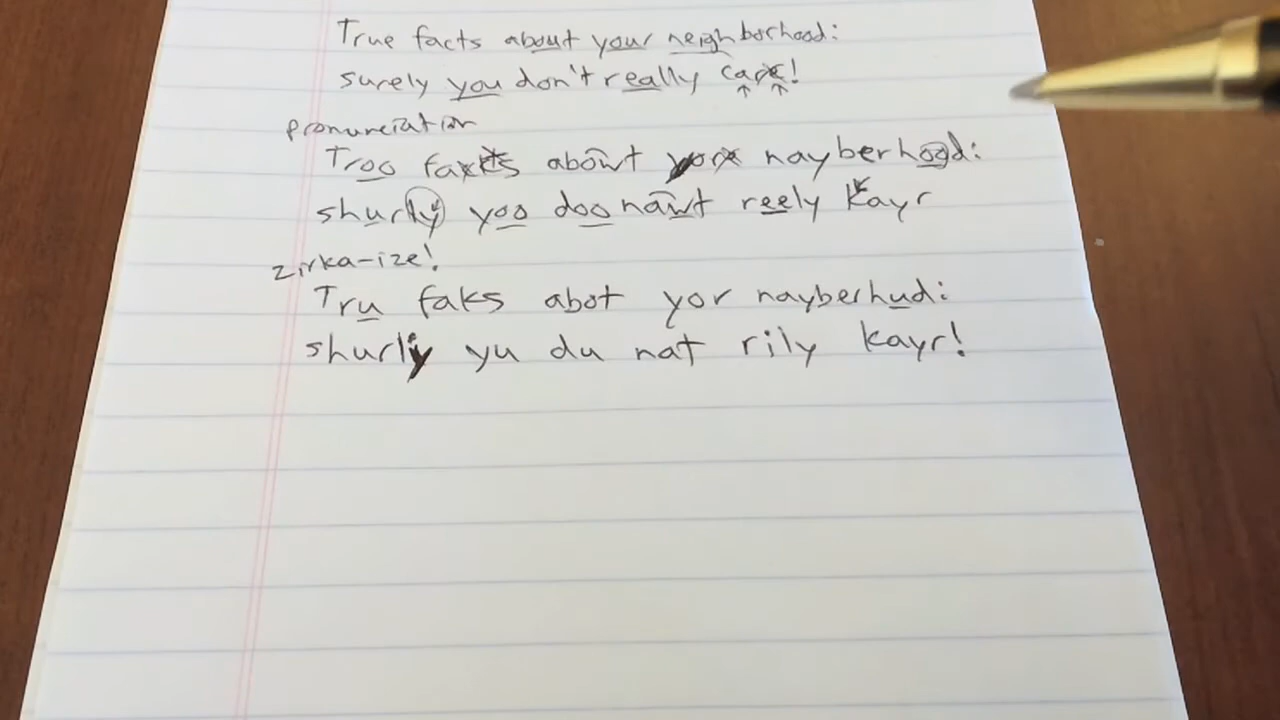 True facts about your neighborhood:
surely you don't really care!
pronunciation
Troo faxts about nayberhood:
shurly yoo doo nawt reely kayr
zirka-ize!
Tru faks abot yor nayberhud:
shurly yu du nat rily kayr!